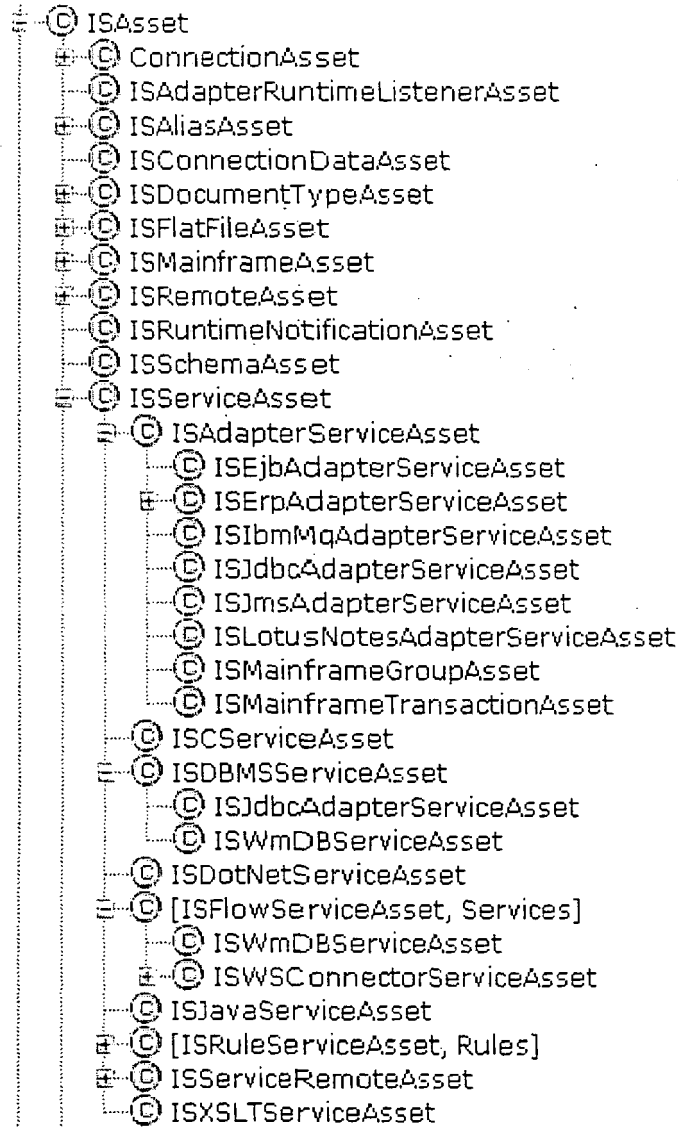 ISAsset
ConnectionAsset
ISAdapterRuntimeListenerAsset
ISAliasAsset
ISConnectionDataAsset
ISDocumentTypeAsset
ISFlatFileAsset
ISMainframeAsset
ISRemoteAsset
ISRuntimeNotificationAsset
ISSchemaAsset
ISServiceAsset
ISAdapterServiceAsset
ISEjbAdapterServiceAsset
ISErpAdapterServiceAsset
ISIbmMqAdapterServiceAsset
ISJdbcAdapterServiceAsset
ISJmsAdapterServiceAsset
ISLotusNotesAdapterServiceAsset
ISMainframeGroupAsset
ISMainframeTransactionAsset
ISCServiceAsset
ISDBMSServiceAsset
ISJdbcAdapterServiceAsset
ISWmDBServiceAsset
ISDotNetServiceAsset
[ISFlowServiceAsset, Services]
ISWmDBServiceAsset
ISWSConnectorServiceAsset
ISJavaServiceAsset
[ISRuleServiceAsset, Rules]
ISServiceRemoteAsset
ISXSLTServiceAsset